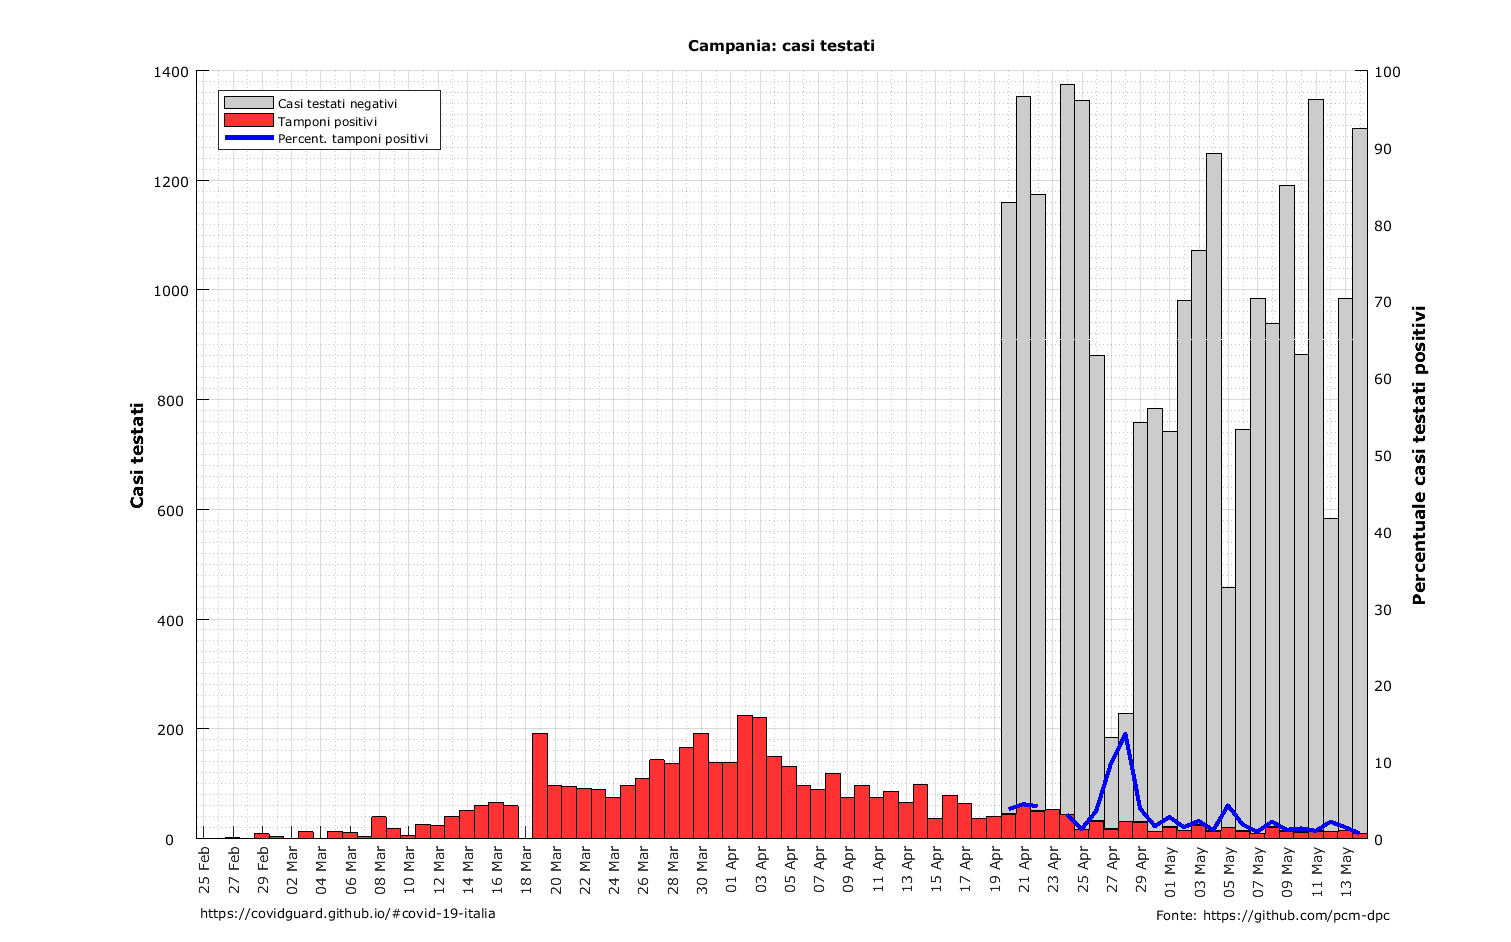 Campania: casi testati
Casi testati negativi
Tamponi positivi
Percent. tamponi positivi
Casi testati
1400
1200
1000
800
600
400
200
0
100
90
80
70
60
50
40
30
20
10
0
Percentuale casi testati positivi
25 Feb
27 Feb
29 Feb
02 Mar
04 Mar
06 Mar
08 Mar
10 Mar
12 Mar
14 Mar
16 Mar
18 Mar
20 Mar
22 Mar
24 Mar
26 Mar
28 Mar
30 Mar
01 Apr
03 Apr
05 Apr
07 Apr
09 Apr
11 Apr
13 Apr
15 Apr
17 Apr
19 Apr
21 Apr
23 Apr
25 Apr
27 Apr
29 Apr
01 May
03 May
05 May
07 May
09 May
11 May
13 May
https://covidguard.github.io/#covid-19-italia
Fonte: https://github.com/pcm-dpc